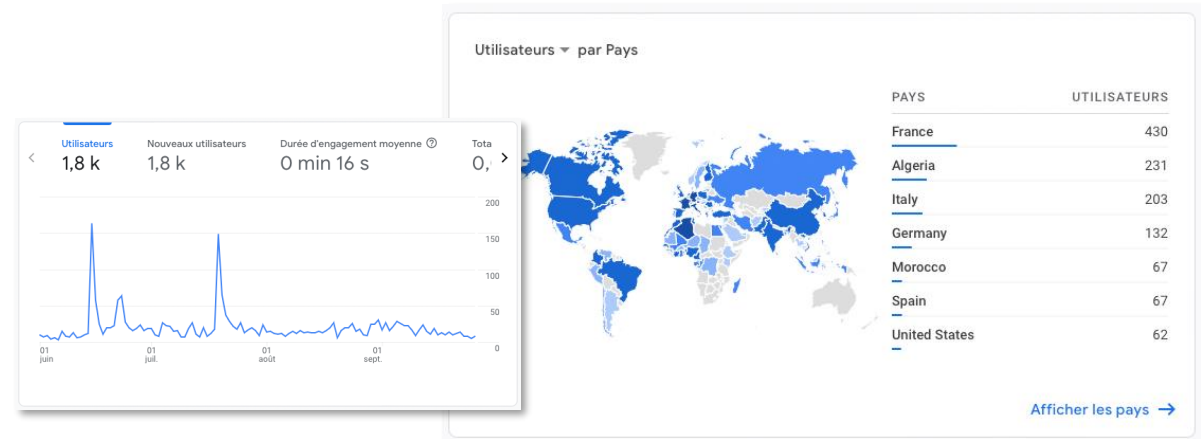 Utilisateurs par Pays
PAYS UTILISATEURS
France 430
Algeria 231
Italy 203
Germany 132
Morocco 67
Spain 67
United States 62
Afficher les pays
Utilisateurs Nouveaux utilisateurs Durée d'engagement moyenne Tota
1,8 k 1,8 k 0 min 16 s 0,
200
150
100
50
0
01 01 01 01
juin juil. août sept.